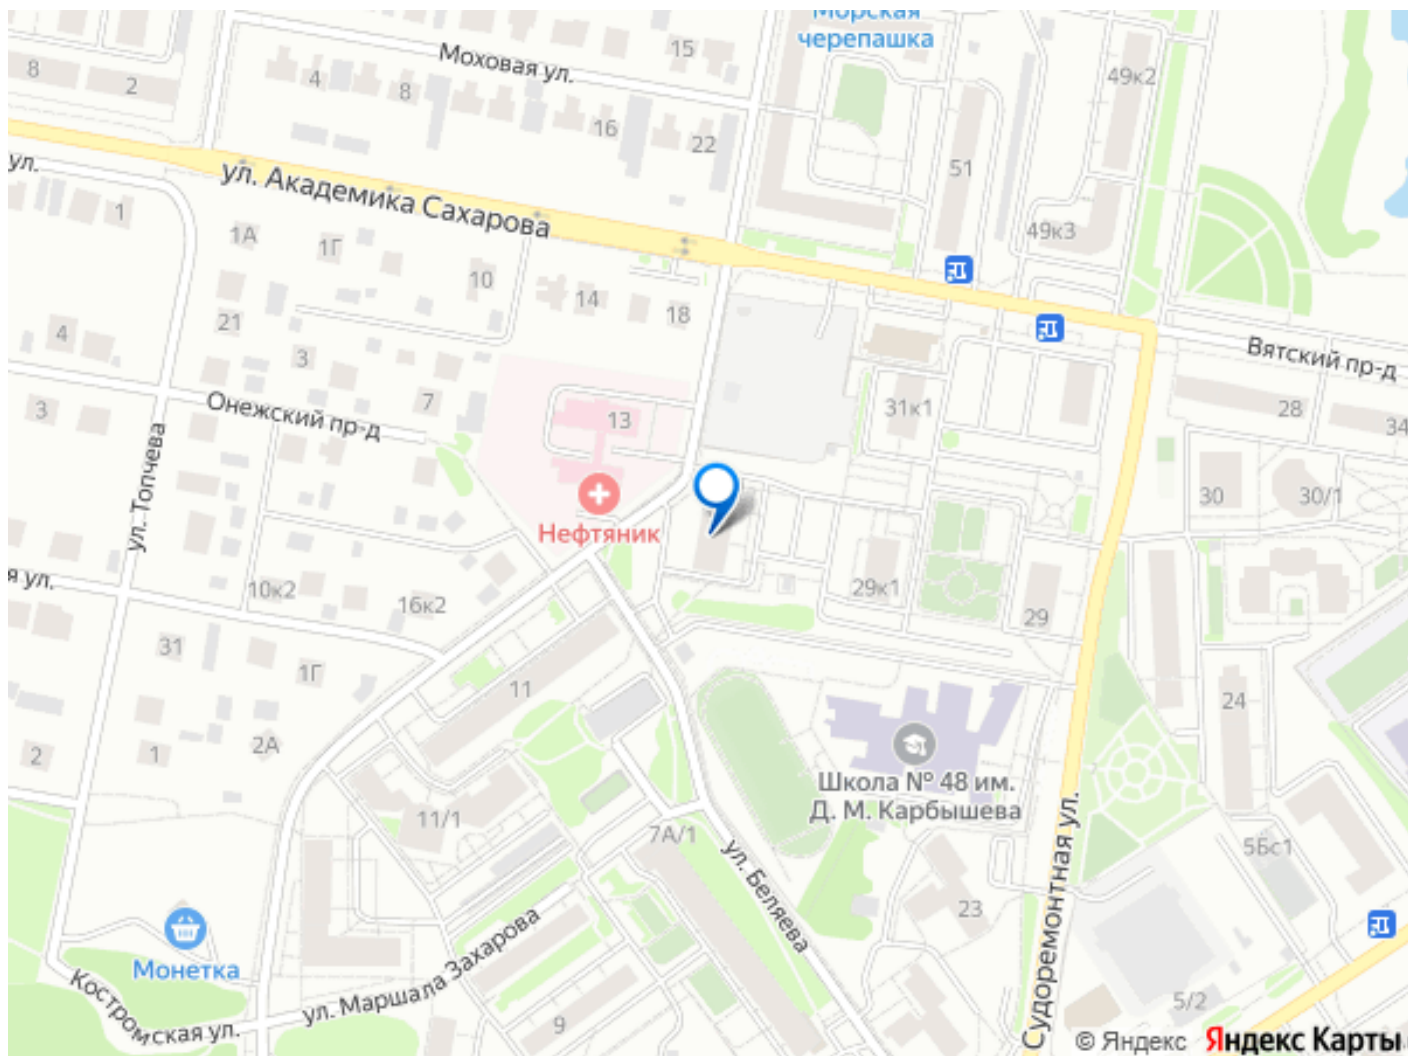 Морская
черепашка
Моховая ул.
15
49к2
8
2
4
8
16
22
51
ул.
ул. Академика Сахарова
1
1А
1Г
49к3
10
14
18
21
4
3
Вятский пр-д
7
3
Онежский пр-д
13
31к1
28
34
ул. Топчева
30
30/1
Нефтяник
я ул.
10к2
16к2
29к1
29
31
1Г
11
24
2
1
2А
Школа № 48 им.
Д. М. Карбышева
11/1
7А/1
ул. Беляева
5Бс1
23
Судоремонтная ул.
Монетка
ул. Маршала Захарова
Костромская ул.
9
5/2
© Яндекс Яндекс Карты